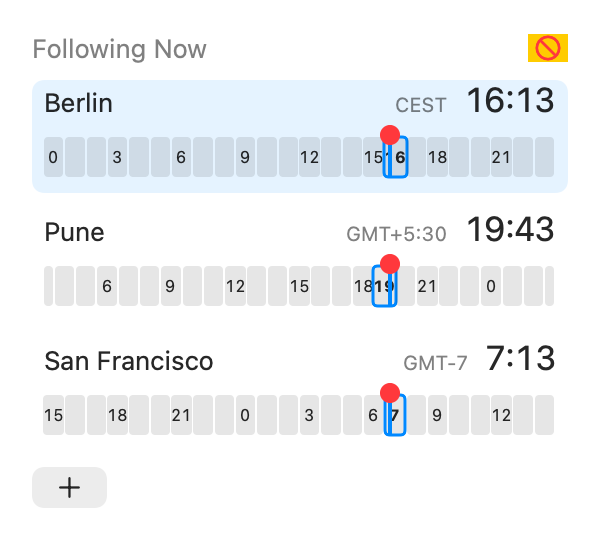 Following Now
Berlin CEST 16:13
0 3 6 9 12 15 16 18 21
Pune GMT+5:30 19:43
6 9 12 15 18 19 21 0
San Francisco GMT-7 7:13
15 18 21 0 3 6 7 9 12
+